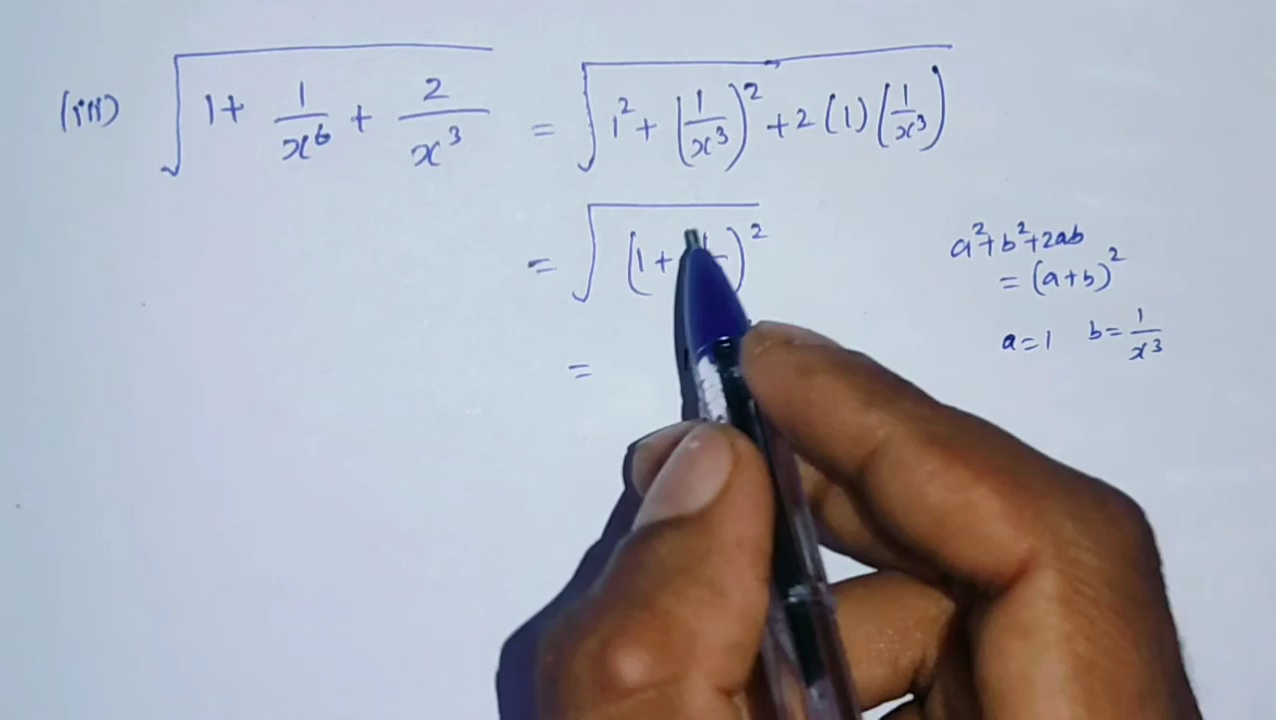 (iii) √(1 + 1/x⁶ + 2/x³) = √(1² + (1/x³)² + 2(1)(1/x³))
= √((1 + 1/ )²
=
a² + b² + 2ab
= (a+b)²
a = 1 b = 1/x³